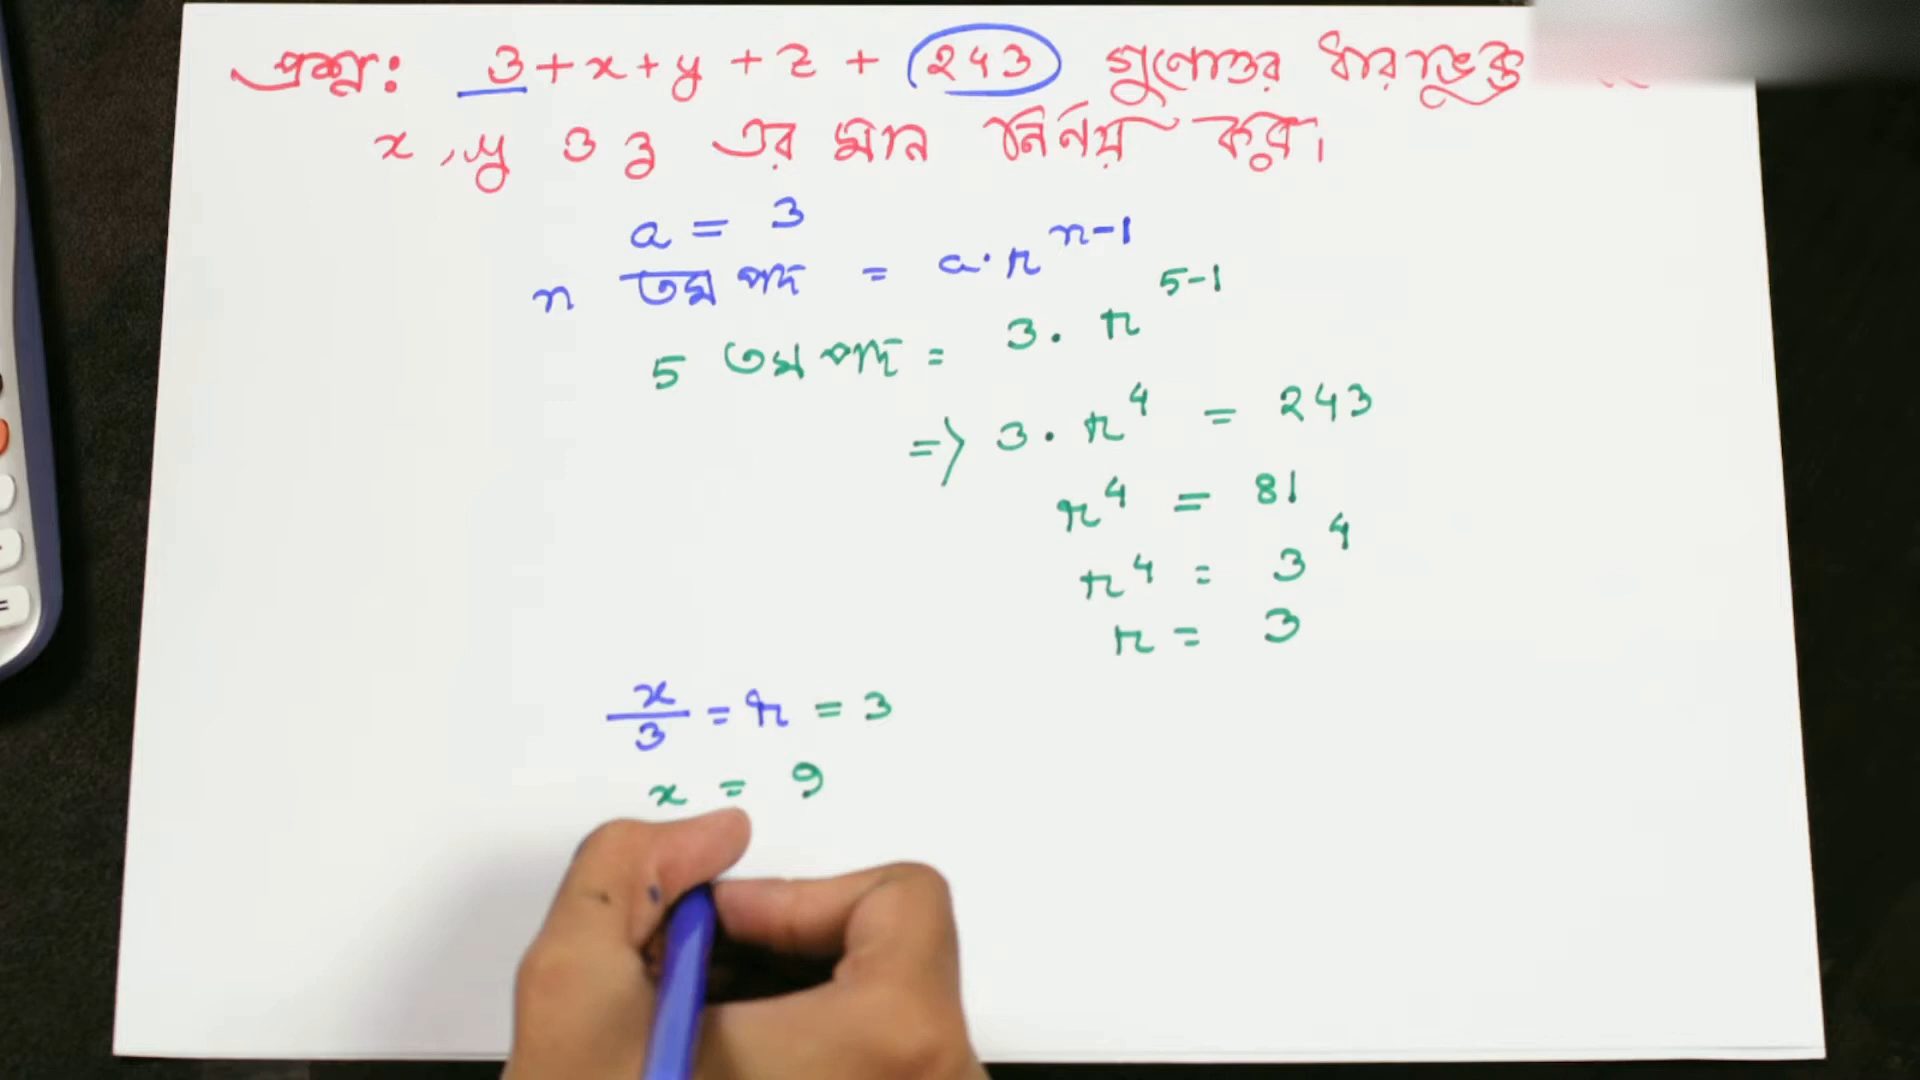 প্রশ্ন: 3 + x + y + z + 243 গুণোত্তর ধারাভুক্ত
x, y ও z এর মান নির্ণয় কর।
a = 3
n তম পদ = a·r^{n-1}
5 তম পদ = 3 · r^{5-1}
=> 3 · r^4 = 243
r^4 = 81
r^4 = 3^4
r = 3
x/3 = r = 3
x = 9
=